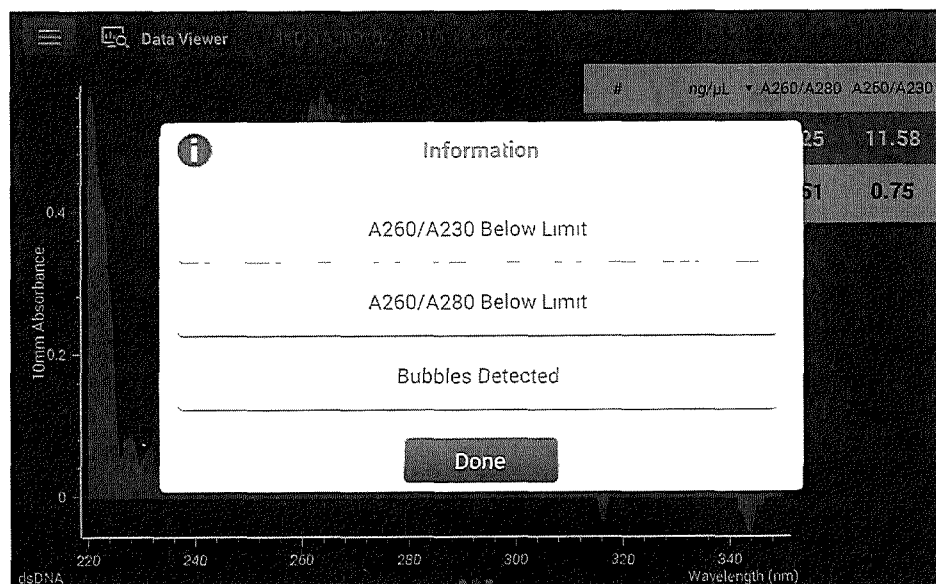 Data Viewer
# ng/µL A260/A280 A260/A230
25 11.58
51 0.75
Information
A260/A230 Below Limit
A260/A280 Below Limit
Bubbles Detected
Done
10mm Absorbance
0.4
0.2
0
220 240 260 280 300 320 340
dsDNA
Wavelength (nm)